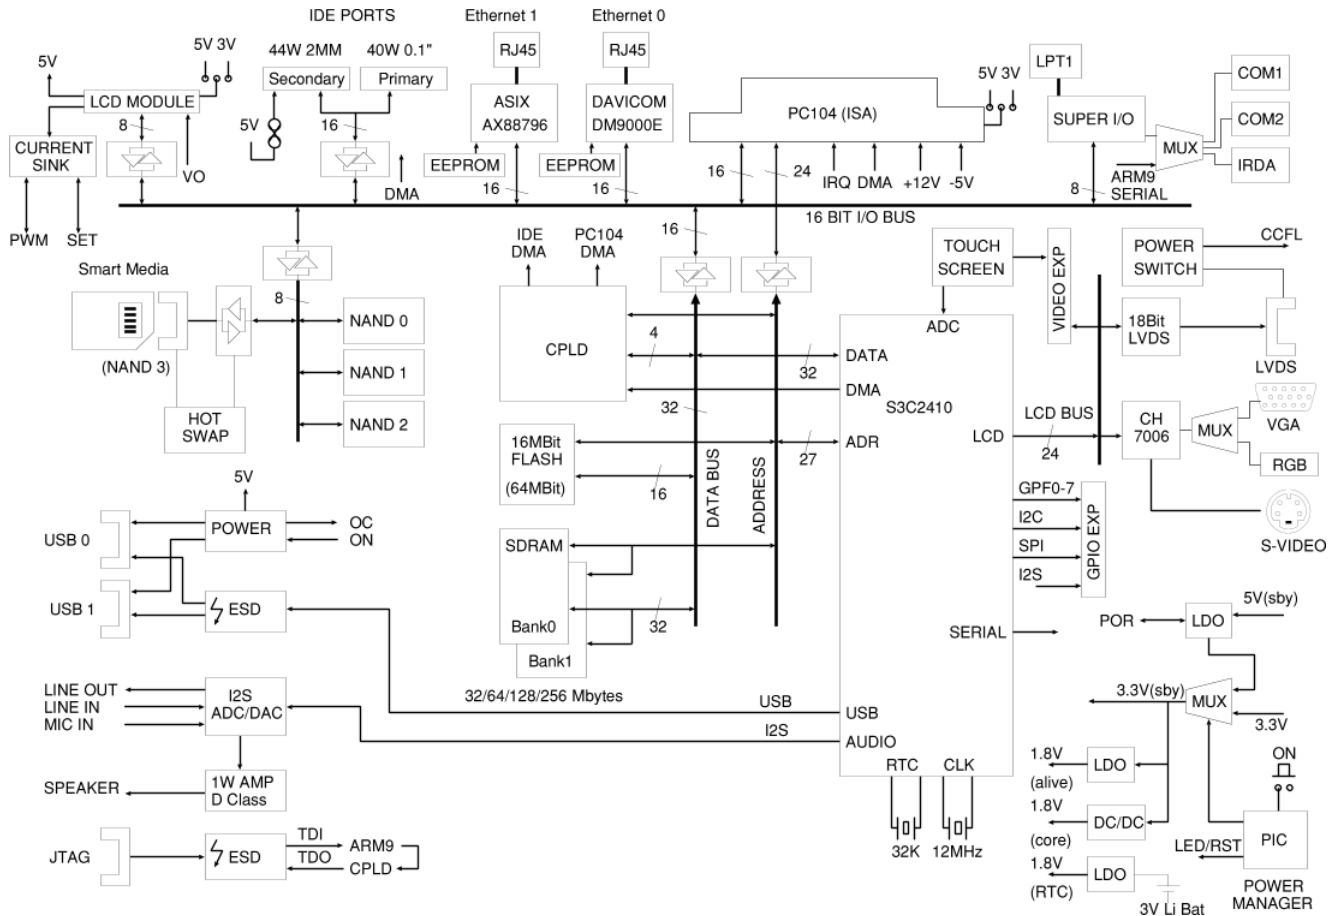 IDE PORTS
Ethernet 1
Ethernet 0
5V 3V
44W 2MM
40W 0.1"
RJ45
RJ45
5V
Secondary
Primary
LPT1
5V 3V
COM1
LCD MODULE
ASIX
AX88796
DAVICOM
DM9000E
PC104 (ISA)
SUPER I/O
COM2
8
5V
16
MUX
CURRENT
SINK
EEPROM
EEPROM
IRDA
VO
DMA
16
16
16
24
IRQ
DMA
+12V
-5V
8
ARM9
SERIAL
16 BIT I/O BUS
PWM
SET
IDE
DMA
PC104
DMA
16
TOUCH
SCREEN
VIDEO EXP
POWER
SWITCH
CCFL
Smart Media
8
NAND 0
(NAND 3)
NAND 1
NAND 2
HOT
SWAP
CPLD
4
32
ADC
DATA
32
DMA
S3C2410
18Bit
LVDS
LVDS
LCD BUS
24
LCD
CH
7006
MUX
VGA
RGB
S-VIDEO
16MBit
FLASH
(64MBit)
16
ADR
27
DATA BUS
ADDRESS
GPF0-7
I2C
SPI
I2S
GPIO EXP
5V
POWER
OC
ON
USB 0
USB 1
ESD
SDRAM
Bank0
Bank1
32
32/64/128/256 Mbytes
SERIAL
POR
LDO
5V(sby)
LINE OUT
LINE IN
MIC IN
I2S
ADC/DAC
USB
USB
I2S
AUDIO
3.3V(sby)
MUX
3.3V
SPEAKER
1W AMP
D Class
RTC
CLK
32K
12MHz
1.8V
(alive)
LDO
ON
1.8V
(core)
DC/DC
LED/RST
PIC
JTAG
ESD
TDI
TDO
ARM9
CPLD
1.8V
(RTC)
LDO
3V Li Bat
POWER
MANAGER